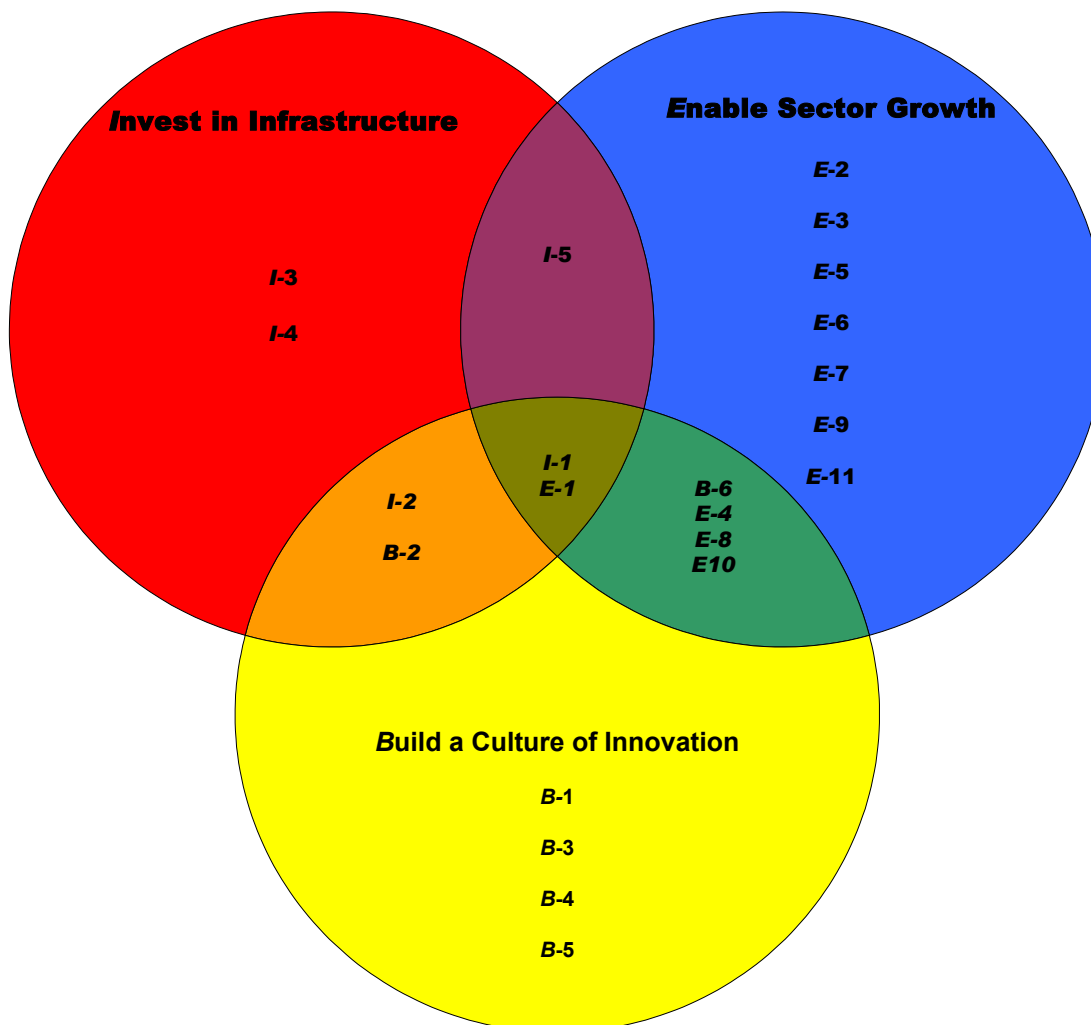 Invest in Infrastructure
I-3
I-4
I-5
Enable Sector Growth
E-2
E-3
E-5
E-6
E-7
E-9
E-11
I-1
E-1
I-2
B-2
B-6
E-4
E-8
E10
Build a Culture of Innovation
B-1
B-3
B-4
B-5